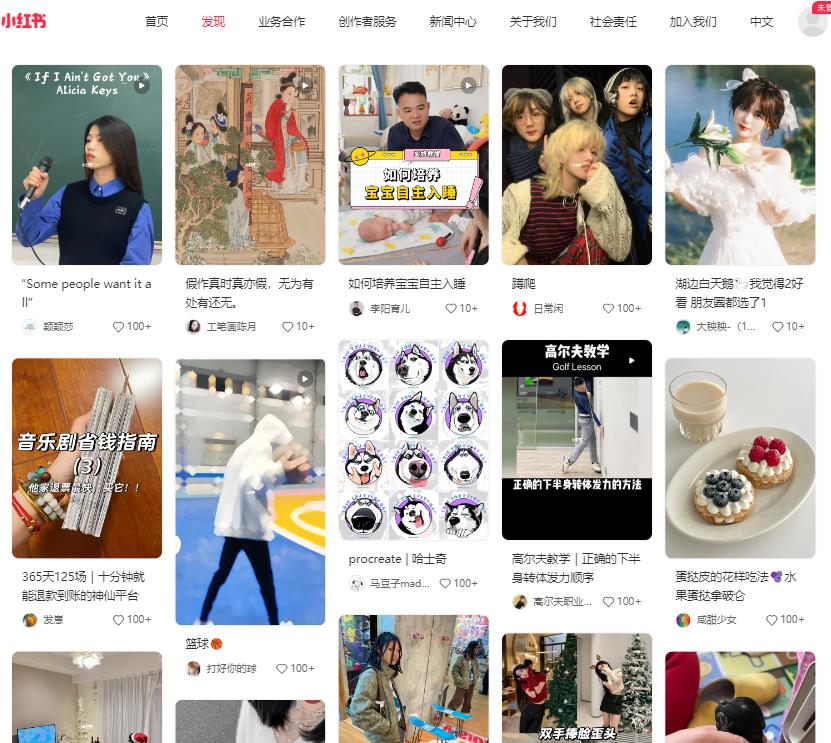 小红书
首页
发现
业务合作
创作者服务
新闻中心
关于我们
社会责任
加入我们
中文
《If I Ain't Got You》
Alicia Keys
“Some people want it a
ll”
颖颖莎
100+
假作真时真亦假，无为有
处有还无。
工笔画陈月
10+
如何培养
宝宝自主入睡
如何培养宝宝自主入睡
李阳育儿
10+
蹲爬
日常闲
100+
湖边白天鹅🦢我觉得2好
看 朋友圈都选了1
大秧秧-（1...
10+
音乐剧省钱指南
（3）
他家退票最快，买它！！
365天125场 | 十分钟就
能退款到账的神仙平台
发崽
100+
篮球🏀
打好你的球
100+
procreate | 哈士奇
马豆子mad...
100+
高尔夫教学
Golf Lesson
正确的下半身转体发力的方法
高尔夫教学 | 正确的下半
身转体发力顺序
高尔夫职业...
100+
蛋挞皮的花样吃法🍇水
果蛋挞拿破仑
咸甜少女
100+
双手捧脸歪头